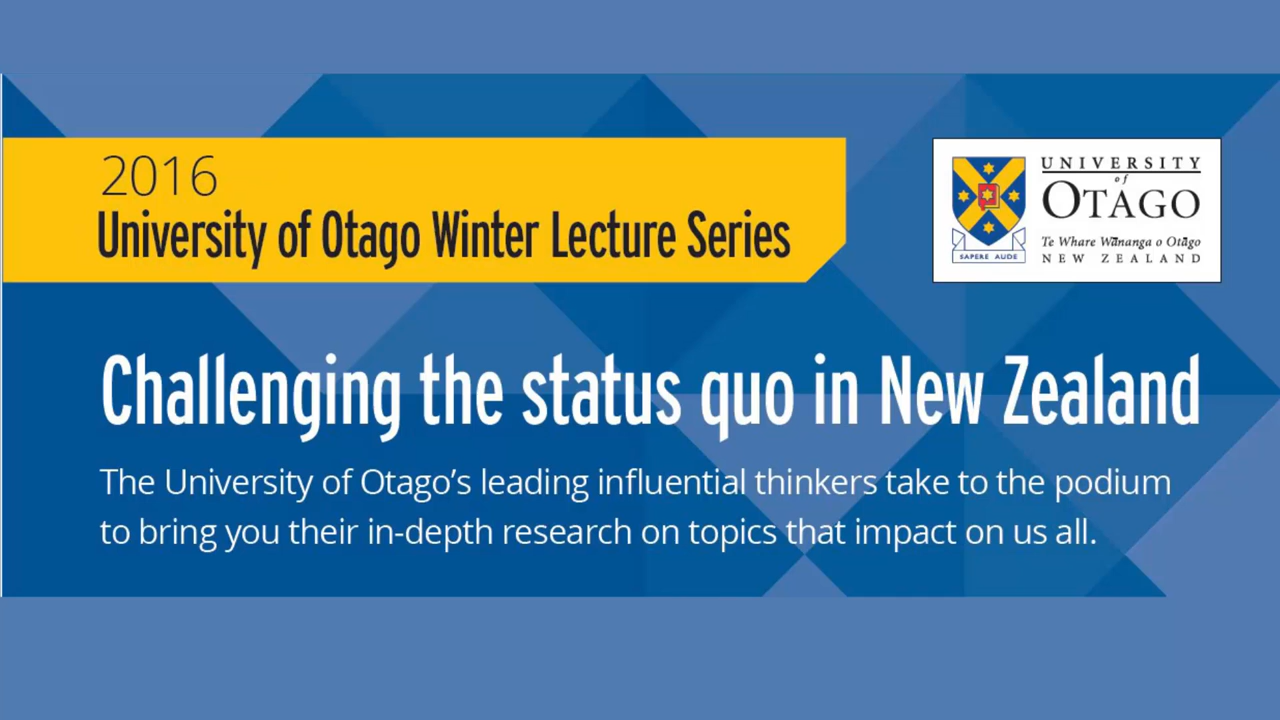 2016
University of Otago Winter Lecture Series
UNIVERSITY
of
OTAGO
Te Whare Wānanga o Otāgo
NEW ZEALAND
SAPERE AUDE
Challenging the status quo in New Zealand
The University of Otago’s leading influential thinkers take to the podium
to bring you their in-depth research on topics that impact on us all.